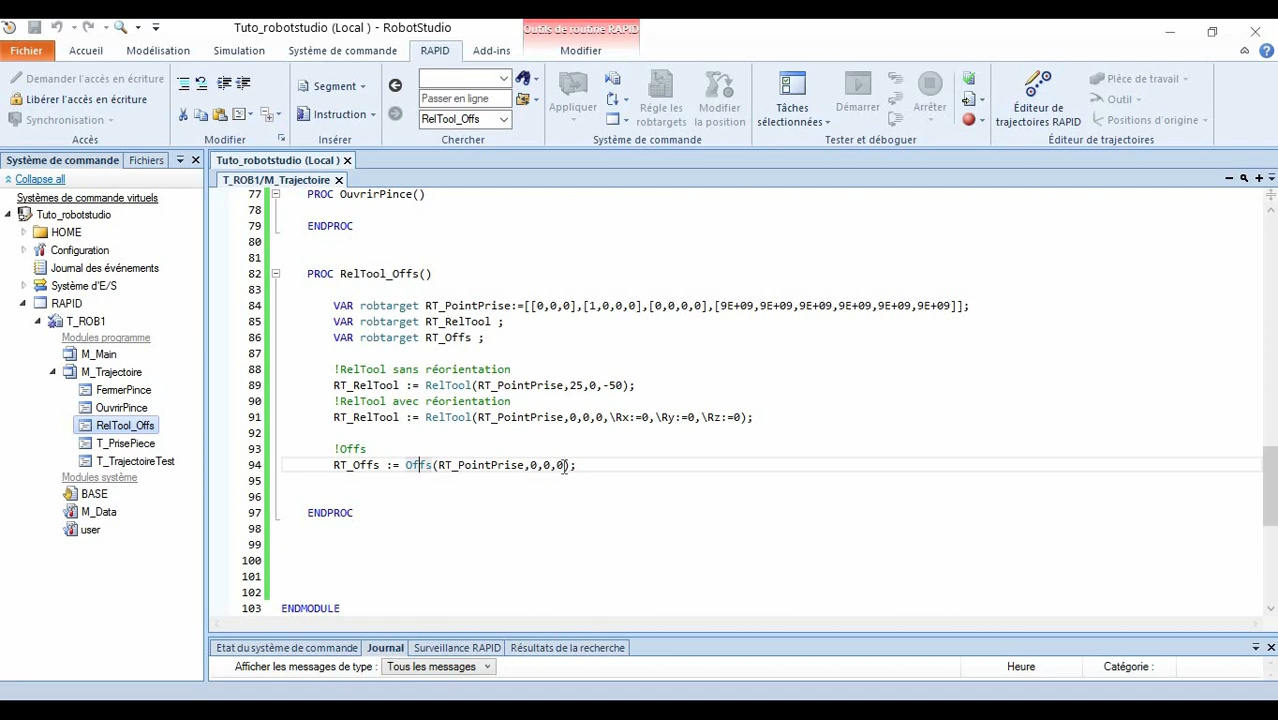 Tuto_robotstudio (Local ) - RobotStudio
Outils de routine RAPID
Fichier Accueil Modélisation Simulation Système de commande RAPID Add-ins Modifier
Demander l'accès en écriture
Libérer l'accès en écriture
Synchronisation
Accès
Modifier
Segment
Instruction
Insérer
Passer en ligne
RelTool_Offs
Chercher
Appliquer
Règle les robtargets
Modifier la position
Système de commande
Tâches sélectionnées
Démarrer
Arrêter
Tester et déboguer
Éditeur de trajectoires RAPID
Pièce de travail
Outil
Positions d'origine
Éditeur de trajectoires
Système de commande Fichiers
Collapse all
Systèmes de commande virtuels
Tuto_robotstudio
HOME
Configuration
Journal des événements
Système d'E/S
RAPID
T_ROB1
Modules programme
M_Main
M_Trajectoire
FermerPince
OuvrirPince
RelTool_Offs
T_PrisePiece
T_TrajectoireTest
Modules système
BASE
M_Data
user
Tuto_robotstudio (Local )
T_ROB1/M_Trajectoire
77 PROC OuvrirPince()
78
79 ENDPROC
80
81
82 PROC RelTool_Offs()
83
84 VAR robtarget RT_PointPrise:=[[0,0,0],[1,0,0,0],[0,0,0,0],[9E+09,9E+09,9E+09,9E+09,9E+09,9E+09]];
85 VAR robtarget RT_RelTool ;
86 VAR robtarget RT_Offs ;
87
88 !RelTool sans réorientation
89 RT_RelTool := RelTool(RT_PointPrise,25,0,-50);
90 !RelTool avec réorientation
91 RT_RelTool := RelTool(RT_PointPrise,0,0,0,\Rx:=0,\Ry:=0,\Rz:=0);
92
93 !Offs
94 RT_Offs := Offs(RT_PointPrise,0,0,0);
95
96
97 ENDPROC
98
99
100
101
102
103 ENDMODULE
Etat du système de commande Journal Surveillance RAPID Résultats de la recherche
Afficher les messages de type : Tous les messages Heure Catégorie :